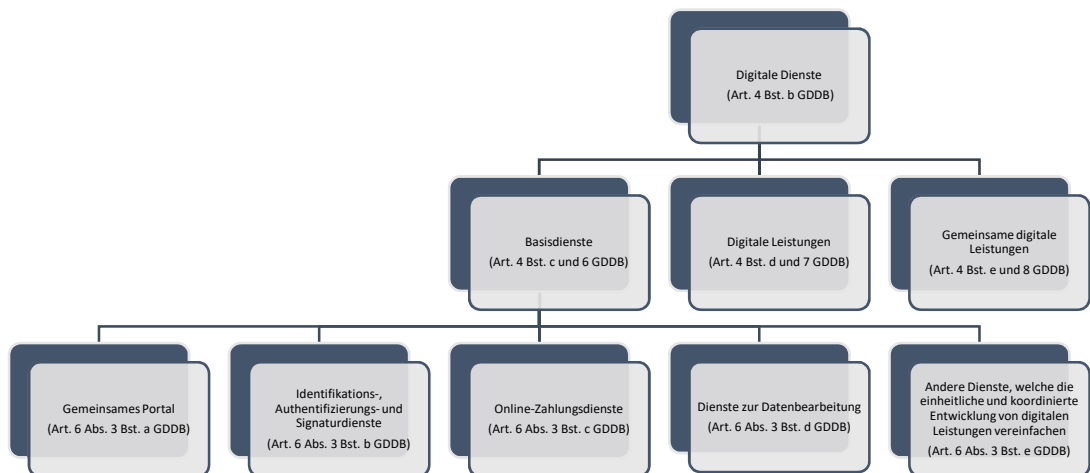 Digitale Dienste
(Art. 4 Bst. b GDDB)
Basisdienste
(Art. 4 Bst. c und 6 GDDB)
Digitale Leistungen
(Art. 4 Bst. d und 7 GDDB)
Gemeinsame digitale
Leistungen
(Art. 4 Bst. e und 8 GDDB)
Gemeinsames Portal
(Art. 6 Abs. 3 Bst. a GDDB)
Identifikations-,
Authentifizierungs- und
Signaturdienste
(Art. 6 Abs. 3 Bst. b GDDB)
Online-Zahlungsdienste
(Art. 6 Abs. 3 Bst. c GDDB)
Dienste zur Datenbearbeitung
(Art. 6 Abs. 3 Bst. d GDDB)
Andere Dienste, welche die
einheitliche und koordinierte
Entwicklung von digitalen
Leistungen vereinfachen
(Art. 6 Abs. 3 Bst. e GDDB)